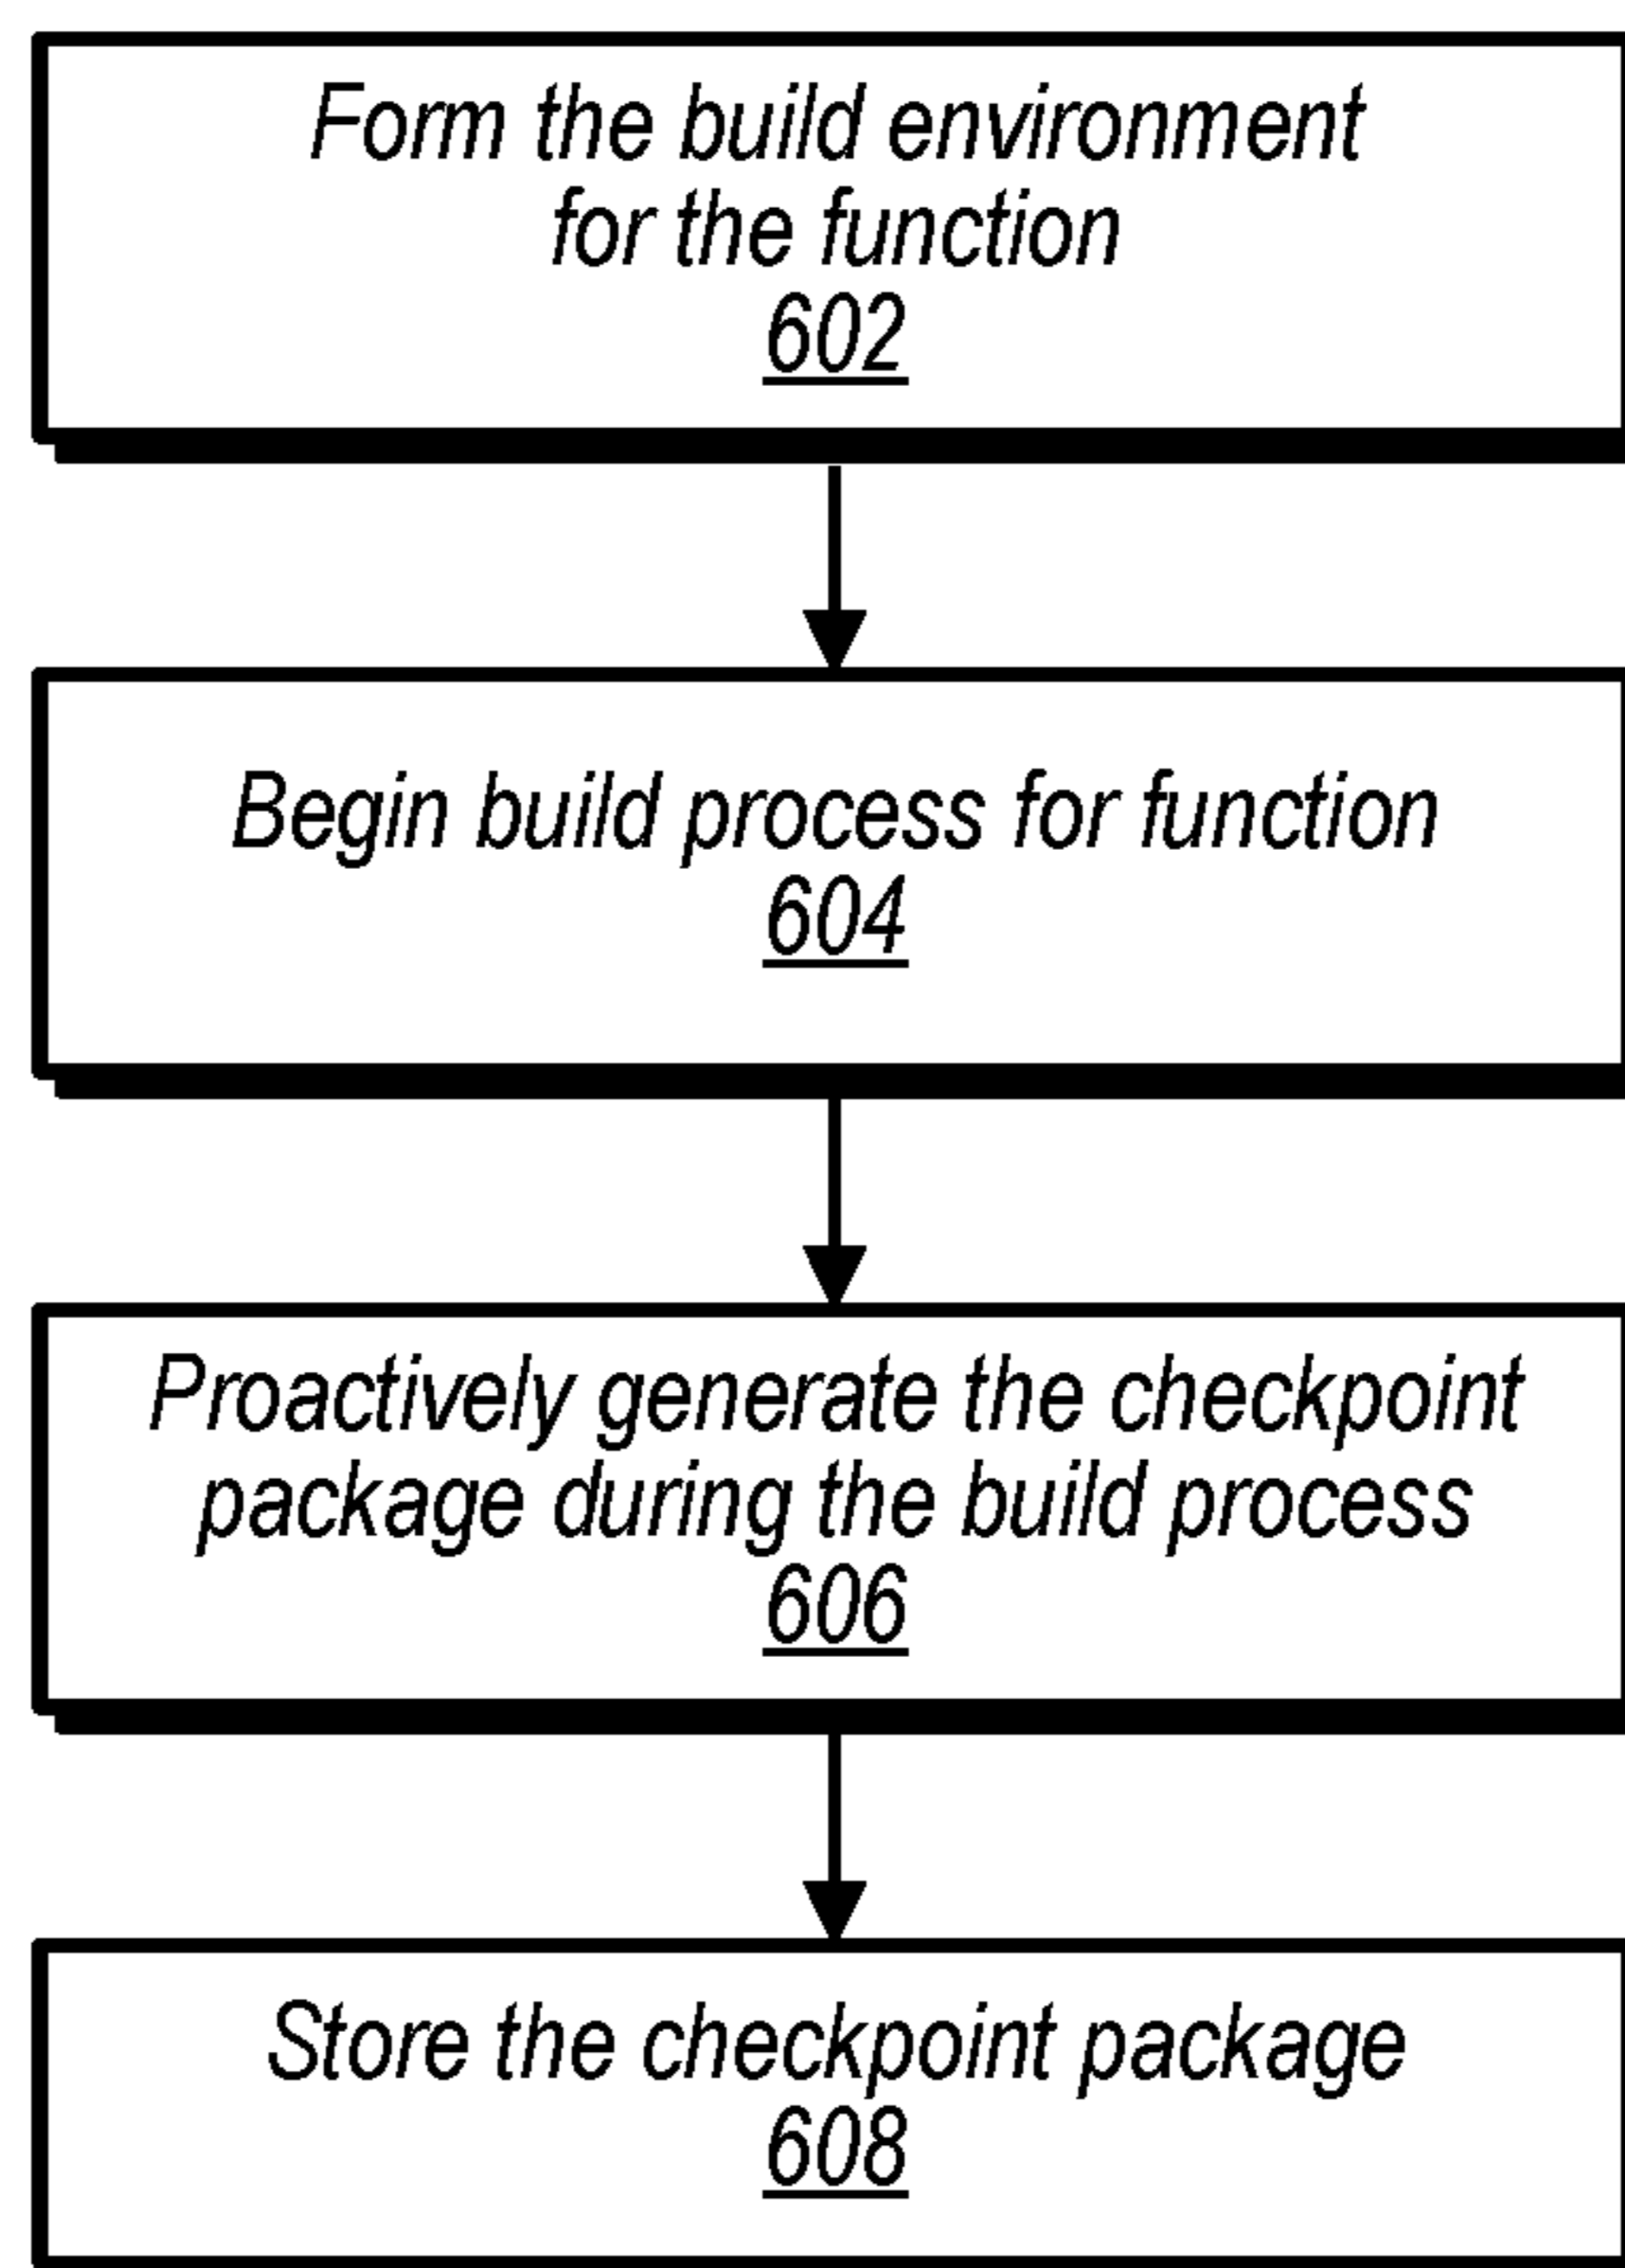 Form the build environment
for the function
602
Begin build process for function
604
Proactively generate the checkpoint
package during the build process
606
Store the checkpoint package
608